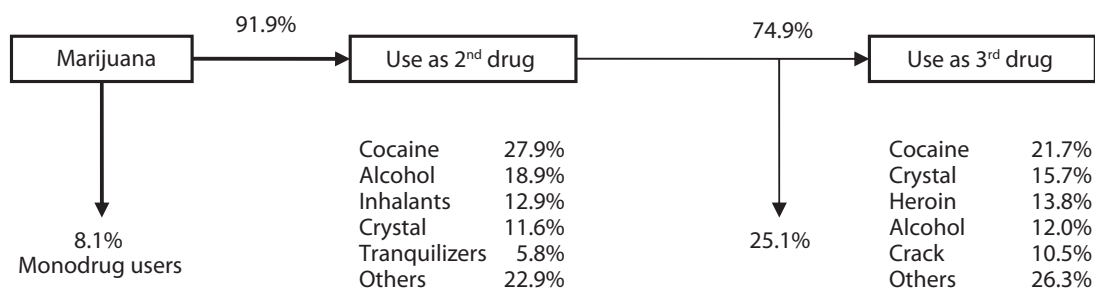 91.9%
74.9%
Marijuana
Use as 2nd drug
Use as 3rd drug
Cocaine 27.9%
Alcohol 18.9%
Inhalants 12.9%
Crystal 11.6%
Tranquilizers 5.8%
Others 22.9%
Cocaine 21.7%
Crystal 15.7%
Heroin 13.8%
Alcohol 12.0%
Crack 10.5%
Others 26.3%
8.1%
Monodrug users
25.1%